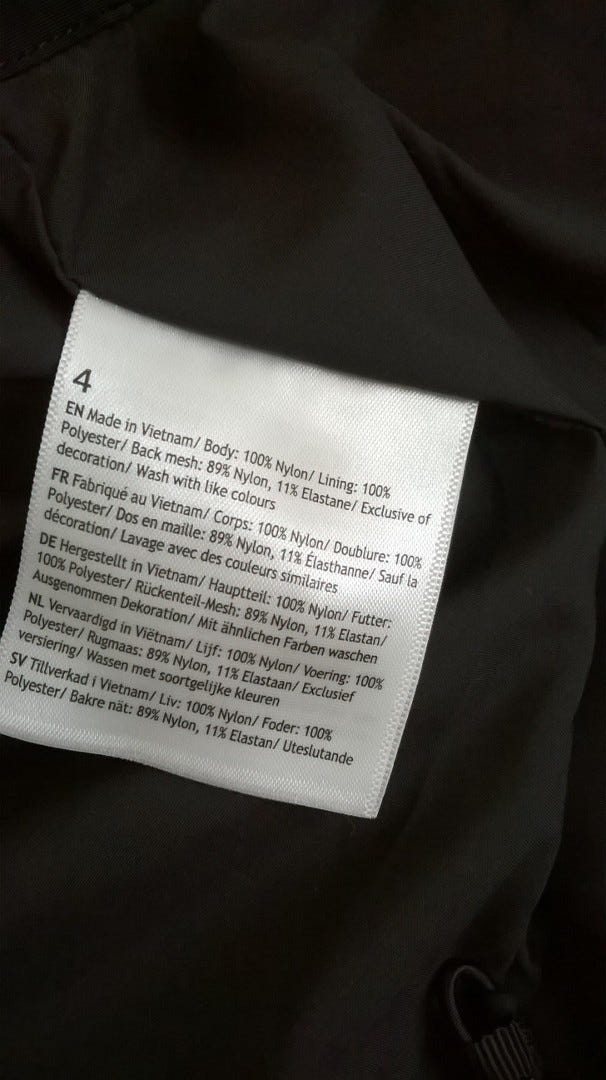 4
EN Made in Vietnam/ Body: 100% Nylon/ Lining: 100%
Polyester/ Back mesh: 89% Nylon, 11% Elastane/ Exclusive of
decoration/ Wash with like colours
FR Fabriqué au Vietnam/ Corps: 100% Nylon/ Doublure: 100%
Polyester/ Dos en maille: 89% Nylon, 11% Élasthanne/ Sauf la
décoration/ Lavage avec des couleurs similaires
DE Hergestellt in Vietnam/ Hauptteil: 100% Nylon/ Futter:
100% Polyester/ Rückenteil-Mesh: 89% Nylon, 11% Elastan/
Ausgenommen Dekoration/ Mit ähnlichen Farben waschen
NL Vervaardigd in Viëtnam/ Lijf: 100% Nylon/ Voering: 100%
Polyester/ Rugmaas: 89% Nylon, 11% Elastaan/ Exclusief
versiering/ Wassen met soortgelijke kleuren
SV Tillverkad i Vietnam/ Liv: 100% Nylon/ Foder: 100%
Polyester/ Bakre nät: 89% Nylon, 11% Elastan/ Uteslutande